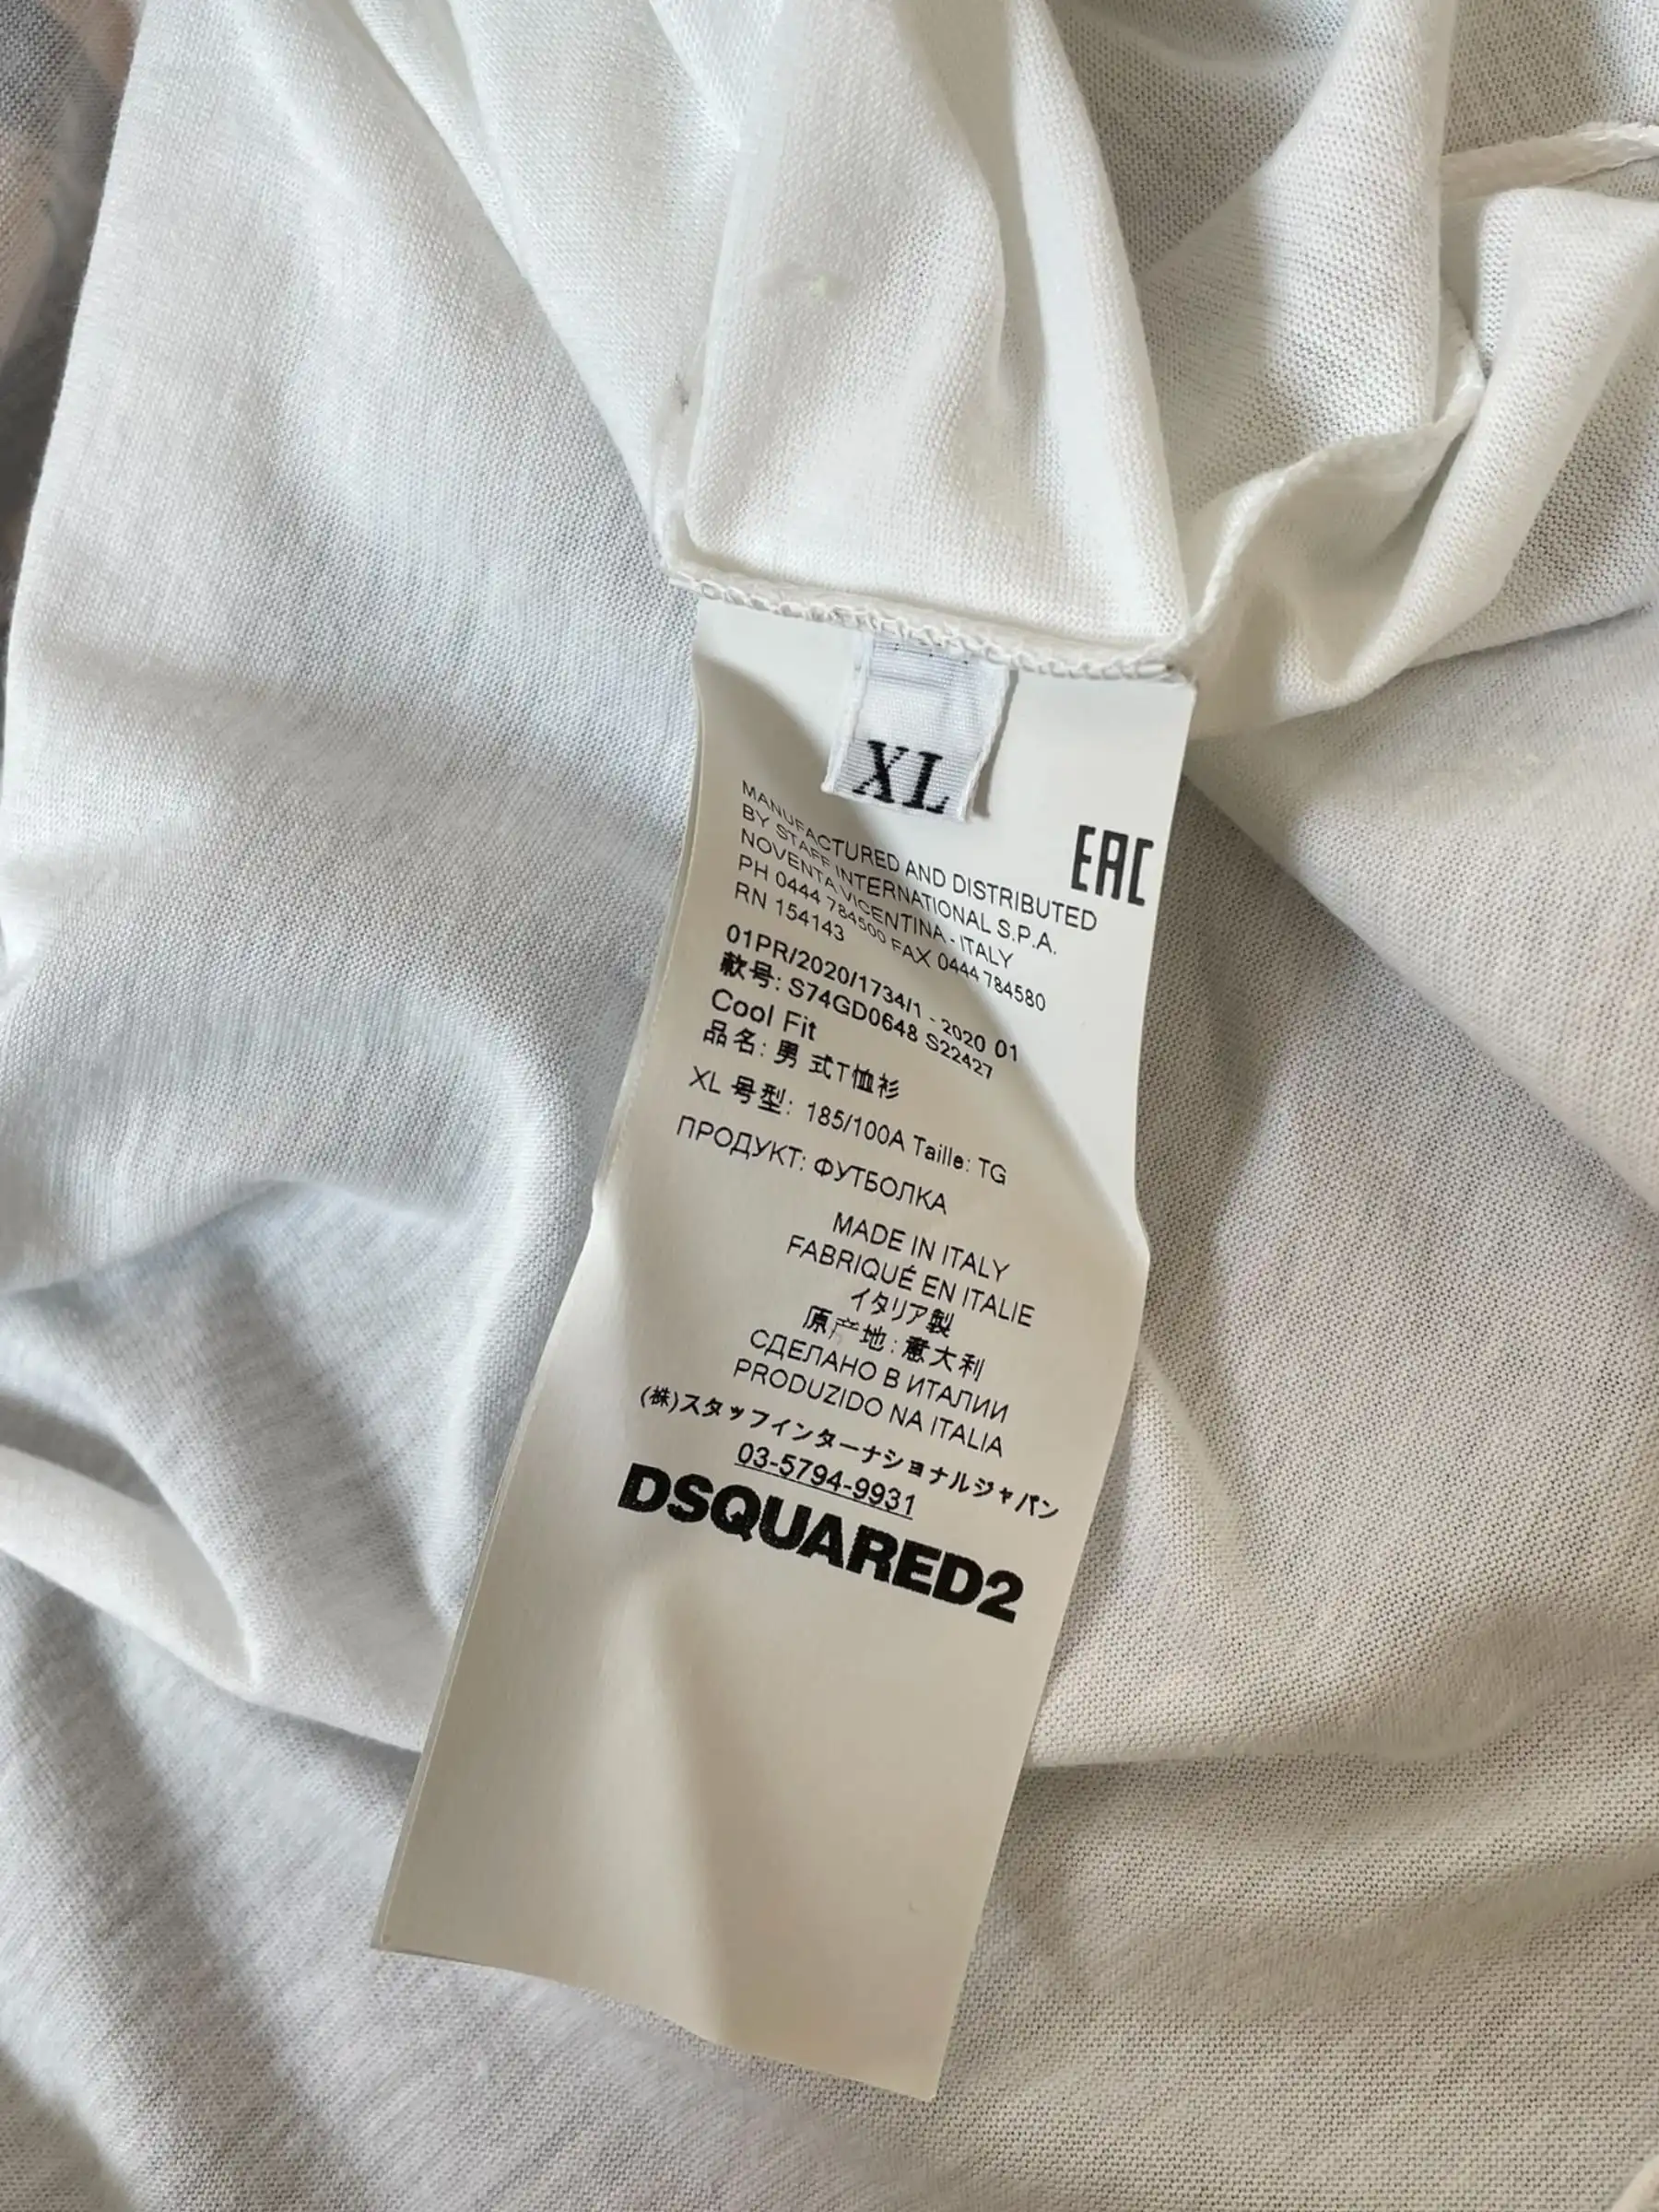 XL
EAC
MANUFACTURED AND DISTRIBUTED
BY STAFF INTERNATIONAL S.P.A.
NOVENTA VICENTINA - ITALY
PH 0444 784500 FAX 0444 784580
RN 154143
01PR/2020/1734/1 - 2020 01
款号: S74GD0648 S22427
Cool Fit
品名: 男 式T恤衫
XL 号型: 185/100A Taille: TG
ПРОДУКТ: ФУТБОЛКА
MADE IN ITALY
FABRIQUÉ EN ITALIE
イタリア製
原产地: 意大利
СДЕЛАНО В ИТАЛИИ
PRODUZIDO NA ITALIA
(株)スタッフインターナショナルジャパン
03-5794-9931
DSQUARED2